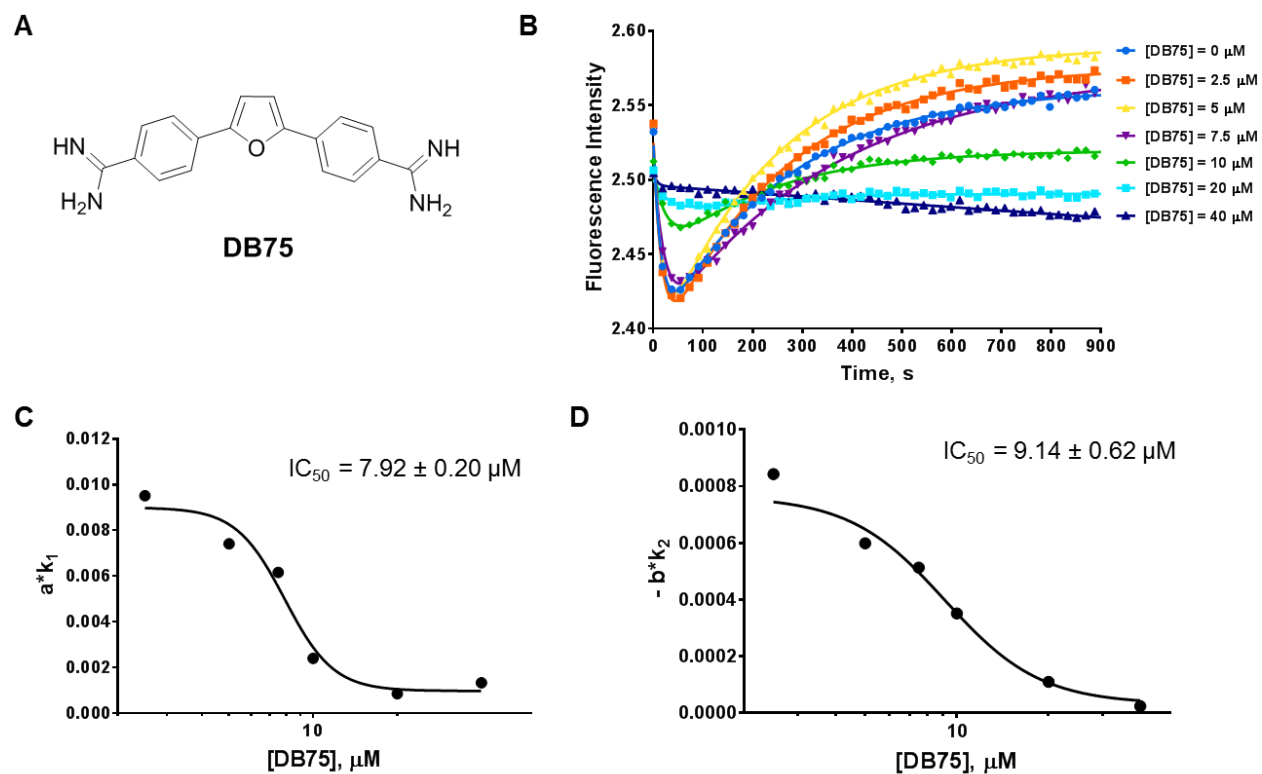 A
HN
H₂N
O
NH
NH₂
DB75
B
Fluorescence Intensity
2.60
2.55
2.50
2.45
2.40
0 100 200 300 400 500 600 700 800 900
Time, s
[DB75] = 0 μM
[DB75] = 2.5 μM
[DB75] = 5 μM
[DB75] = 7.5 μM
[DB75] = 10 μM
[DB75] = 20 μM
[DB75] = 40 μM
C
a*k₁
0.012
0.010
0.008
0.006
0.004
0.002
0.000
IC₅₀ = 7.92 ± 0.20 μM
10
[DB75], μM
D
- b*k₂
0.0010
0.0008
0.0006
0.0004
0.0002
0.0000
IC₅₀ = 9.14 ± 0.62 μM
10
[DB75], μM